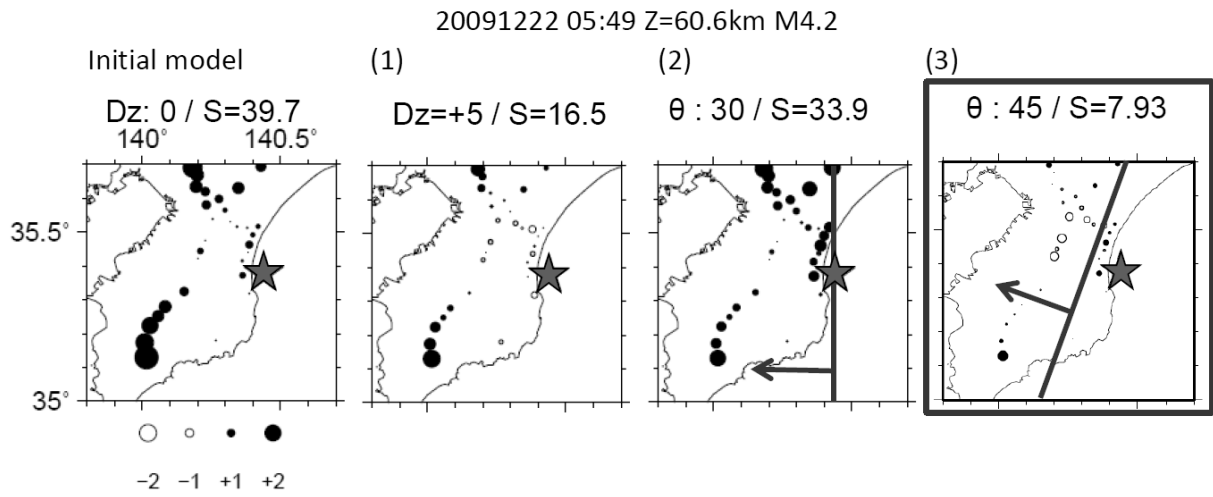 20091222 05:49 Z=60.6km M4.2
Initial model
(1)
(2)
(3)
Dz: 0 / S=39.7
Dz=+5 / S=16.5
θ : 30 / S=33.9
θ : 45 / S=7.93
140° 140.5°
35.5°
35°
−2 −1 +1 +2